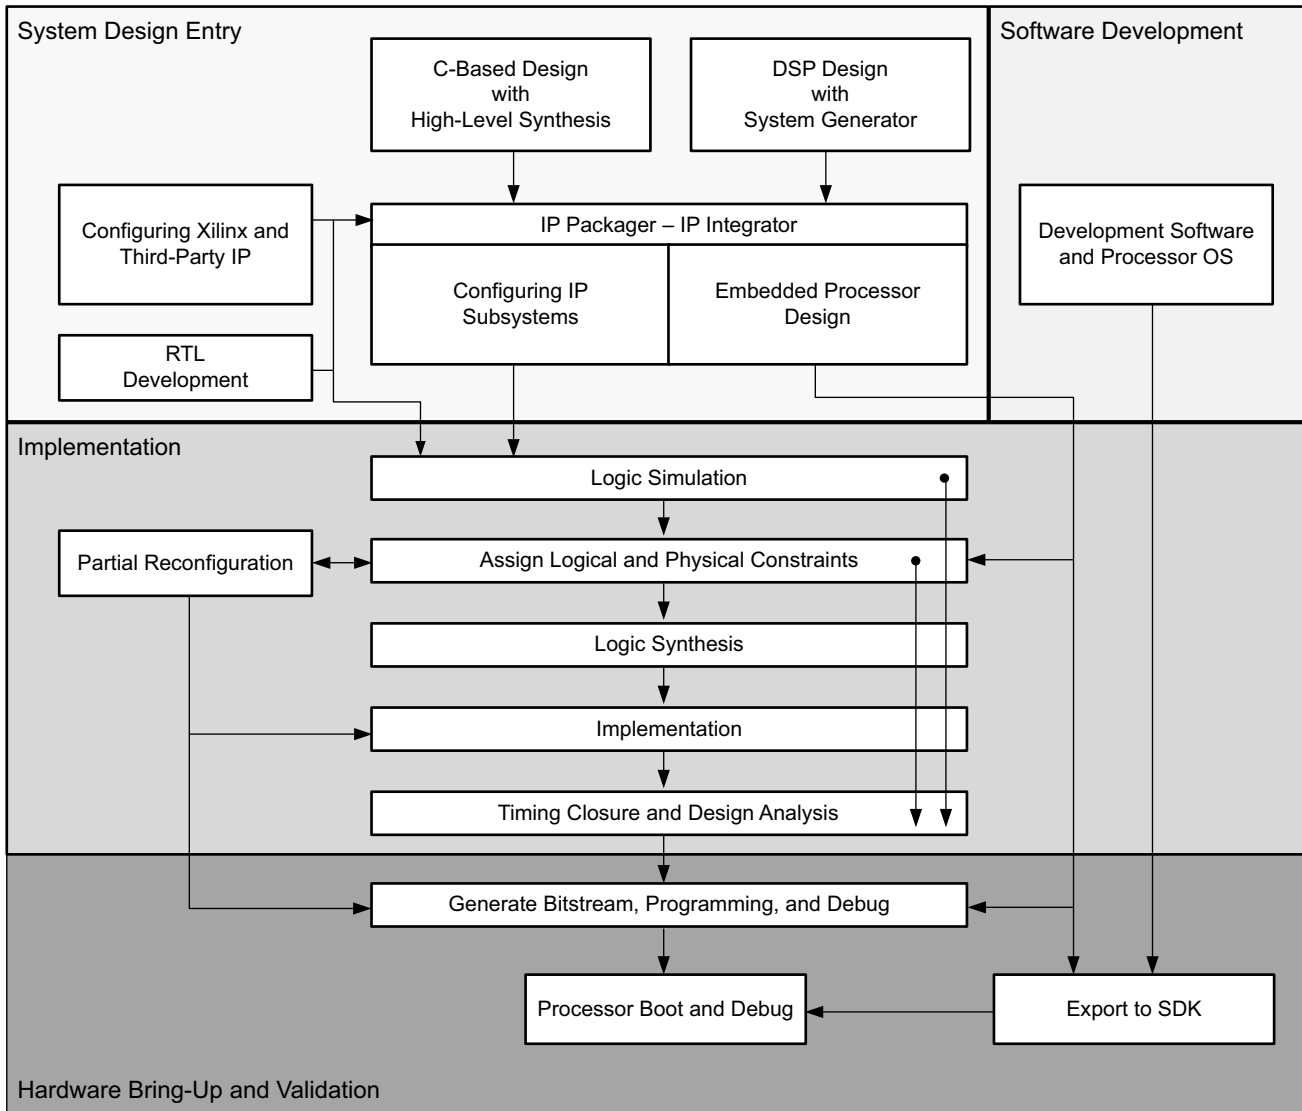 System Design Entry
Software Development
C-Based Design
with
High-Level Synthesis
DSP Design
with
System Generator
Configuring Xilinx and
Third-Party IP
IP Packager – IP Integrator
Development Software
and Processor OS
Configuring IP
Subsystems
Embedded Processor
Design
RTL
Development
Implementation
Logic Simulation
Partial Reconfiguration
Assign Logical and Physical Constraints
Logic Synthesis
Implementation
Timing Closure and Design Analysis
Generate Bitstream, Programming, and Debug
Processor Boot and Debug
Export to SDK
Hardware Bring-Up and Validation